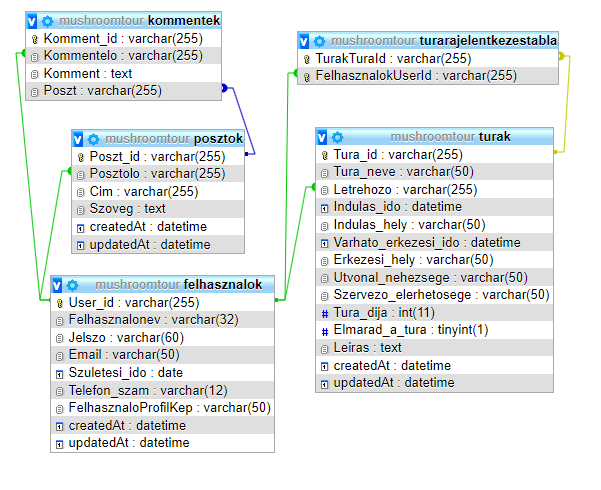 mushroomtour kommentek
Komment_id : varchar(255)
Kommentelo : varchar(255)
Komment : text
Poszt : varchar(255)
mushroomtour turarajelentkezestabla
TurakTuraId : varchar(255)
FelhasznalokUserId : varchar(255)
mushroomtour posztok
Poszt_id : varchar(255)
Posztolo : varchar(255)
Cim : varchar(255)
Szoveg : text
createdAt : datetime
updatedAt : datetime
mushroomtour turak
Tura_id : varchar(255)
Tura_neve : varchar(50)
Letrehozo : varchar(255)
Indulas_ido : datetime
Indulas_hely : varchar(50)
Varhato_erkezesi_ido : datetime
Erkezesi_hely : varchar(50)
Utvonal_nehezsege : varchar(50)
Szervezo_elerhetosege : varchar(50)
# Tura_dija : int(11)
# Elmarad_a_tura : tinyint(1)
Leiras : text
createdAt : datetime
updatedAt : datetime
mushroomtour felhasznalok
User_id : varchar(255)
Felhasznalonev : varchar(32)
Jelszo : varchar(60)
Email : varchar(50)
Szuletesi_ido : date
Telefon_szam : varchar(12)
FelhasznaloProfilKep : varchar(50)
createdAt : datetime
updatedAt : datetime